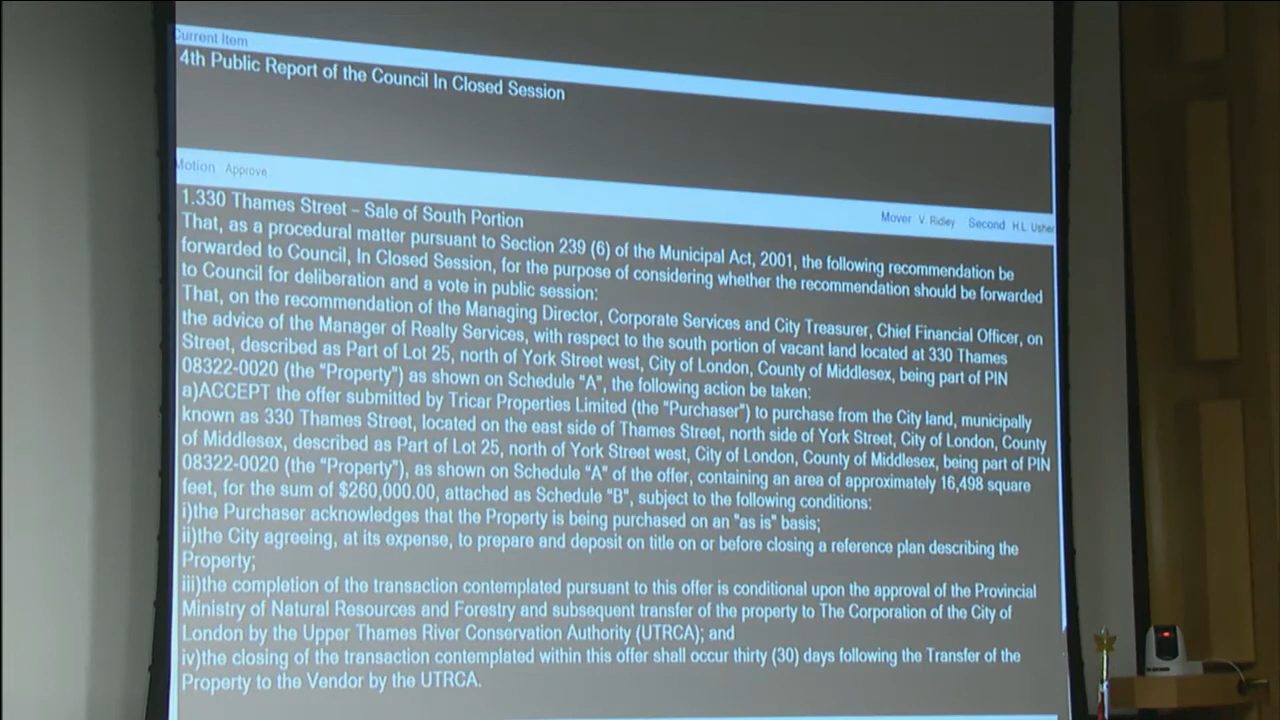 Current Item
4th Public Report of the Council In Closed Session
Motion Approve
Mover V. Ridley Second H.L. Usher
1.330 Thames Street – Sale of South Portion
That, as a procedural matter pursuant to Section 239 (6) of the Municipal Act, 2001, the following recommendation be
forwarded to Council, In Closed Session, for the purpose of considering whether the recommendation should be forwarded
to Council for deliberation and a vote in public session:
That, on the recommendation of the Managing Director, Corporate Services and City Treasurer, Chief Financial Officer, on
the advice of the Manager of Realty Services, with respect to the south portion of vacant land located at 330 Thames
Street, described as Part of Lot 25, north of York Street west, City of London, County of Middlesex, being part of PIN
08322-0020 (the "Property") as shown on Schedule "A", the following action be taken:
a)ACCEPT the offer submitted by Tricar Properties Limited (the "Purchaser") to purchase from the City land, municipally
known as 330 Thames Street, located on the east side of Thames Street, north side of York Street, City of London, County
of Middlesex, described as Part of Lot 25, north of York Street west, City of London, County of Middlesex, being part of PIN
08322-0020 (the "Property"), as shown on Schedule "A" of the offer, containing an area of approximately 16,498 square
feet, for the sum of $260,000.00, attached as Schedule "B", subject to the following conditions:
i)the Purchaser acknowledges that the Property is being purchased on an "as is" basis;
ii)the City agreeing, at its expense, to prepare and deposit on title on or before closing a reference plan describing the
Property;
iii)the completion of the transaction contemplated pursuant to this offer is conditional upon the approval of the Provincial
Ministry of Natural Resources and Forestry and subsequent transfer of the property to The Corporation of the City of
London by the Upper Thames River Conservation Authority (UTRCA); and
iv)the closing of the transaction contemplated within this offer shall occur thirty (30) days following the Transfer of the
Property to the Vendor by the UTRCA.